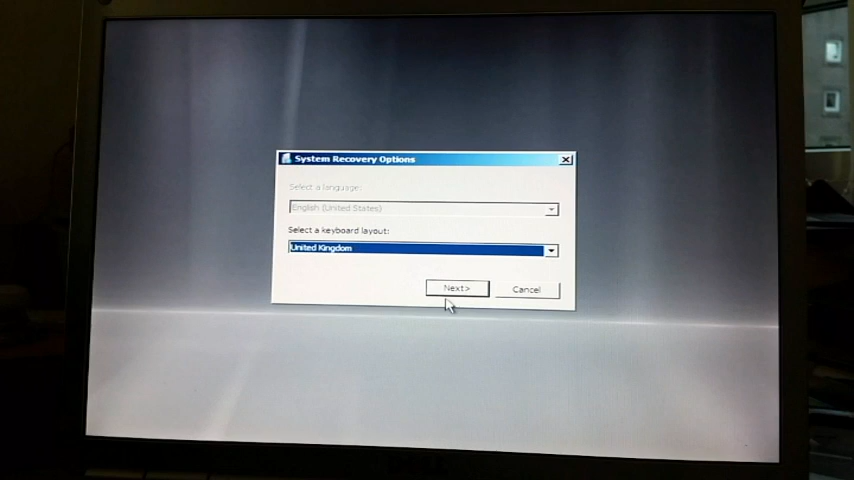 System Recovery Options
Select a language:
English (United States)
Select a keyboard layout:
United Kingdom
Next>
Cancel